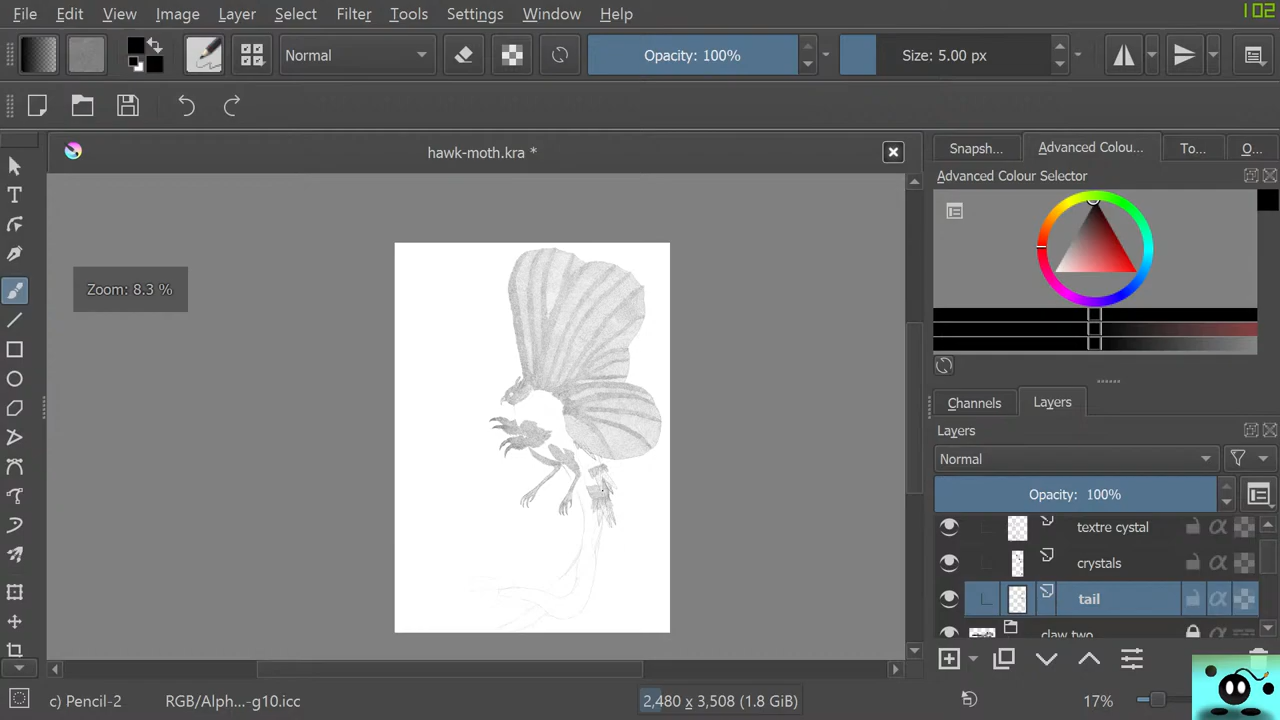 File Edit View Image Layer Select Filter Tools Settings Window Help
102
Normal
Opacity: 100%
Size: 5.00 px
hawk-moth.kra *
Snapsh...
Advanced Colou...
To...
O...
Advanced Colour Selector
Zoom: 8.3 %
Channels
Layers
Layers
Normal
Opacity: 100%
textre cystal
crystals
tail
claw two
c) Pencil-2
RGB/Alph...-g10.icc
2,480 x 3,508 (1.8 GiB)
17%